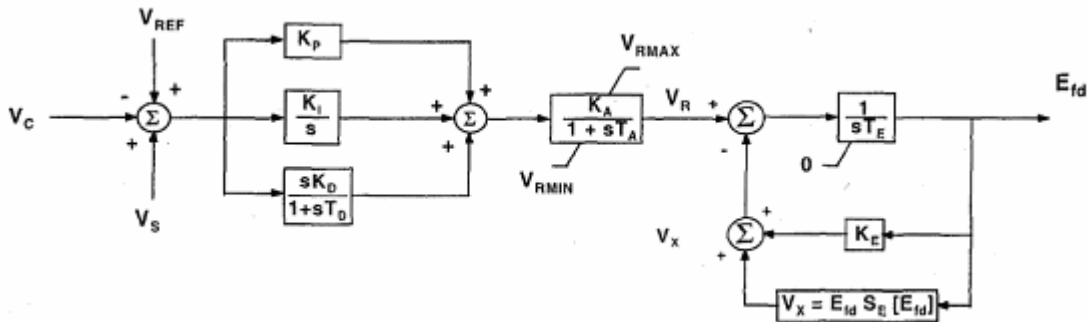 V_REF
+
-
Σ
V_C
+
V_S
K_P
K_I
s
sK_D
1+sT_D
+
+
Σ
+
V_RMAX
K_A
1 + sT_A
V_RMIN
V_R
+
Σ
-
1
sT_E
0
E_fd
V_X
+
Σ
+
K_E
V_X = E_fd S_E [E_fd]